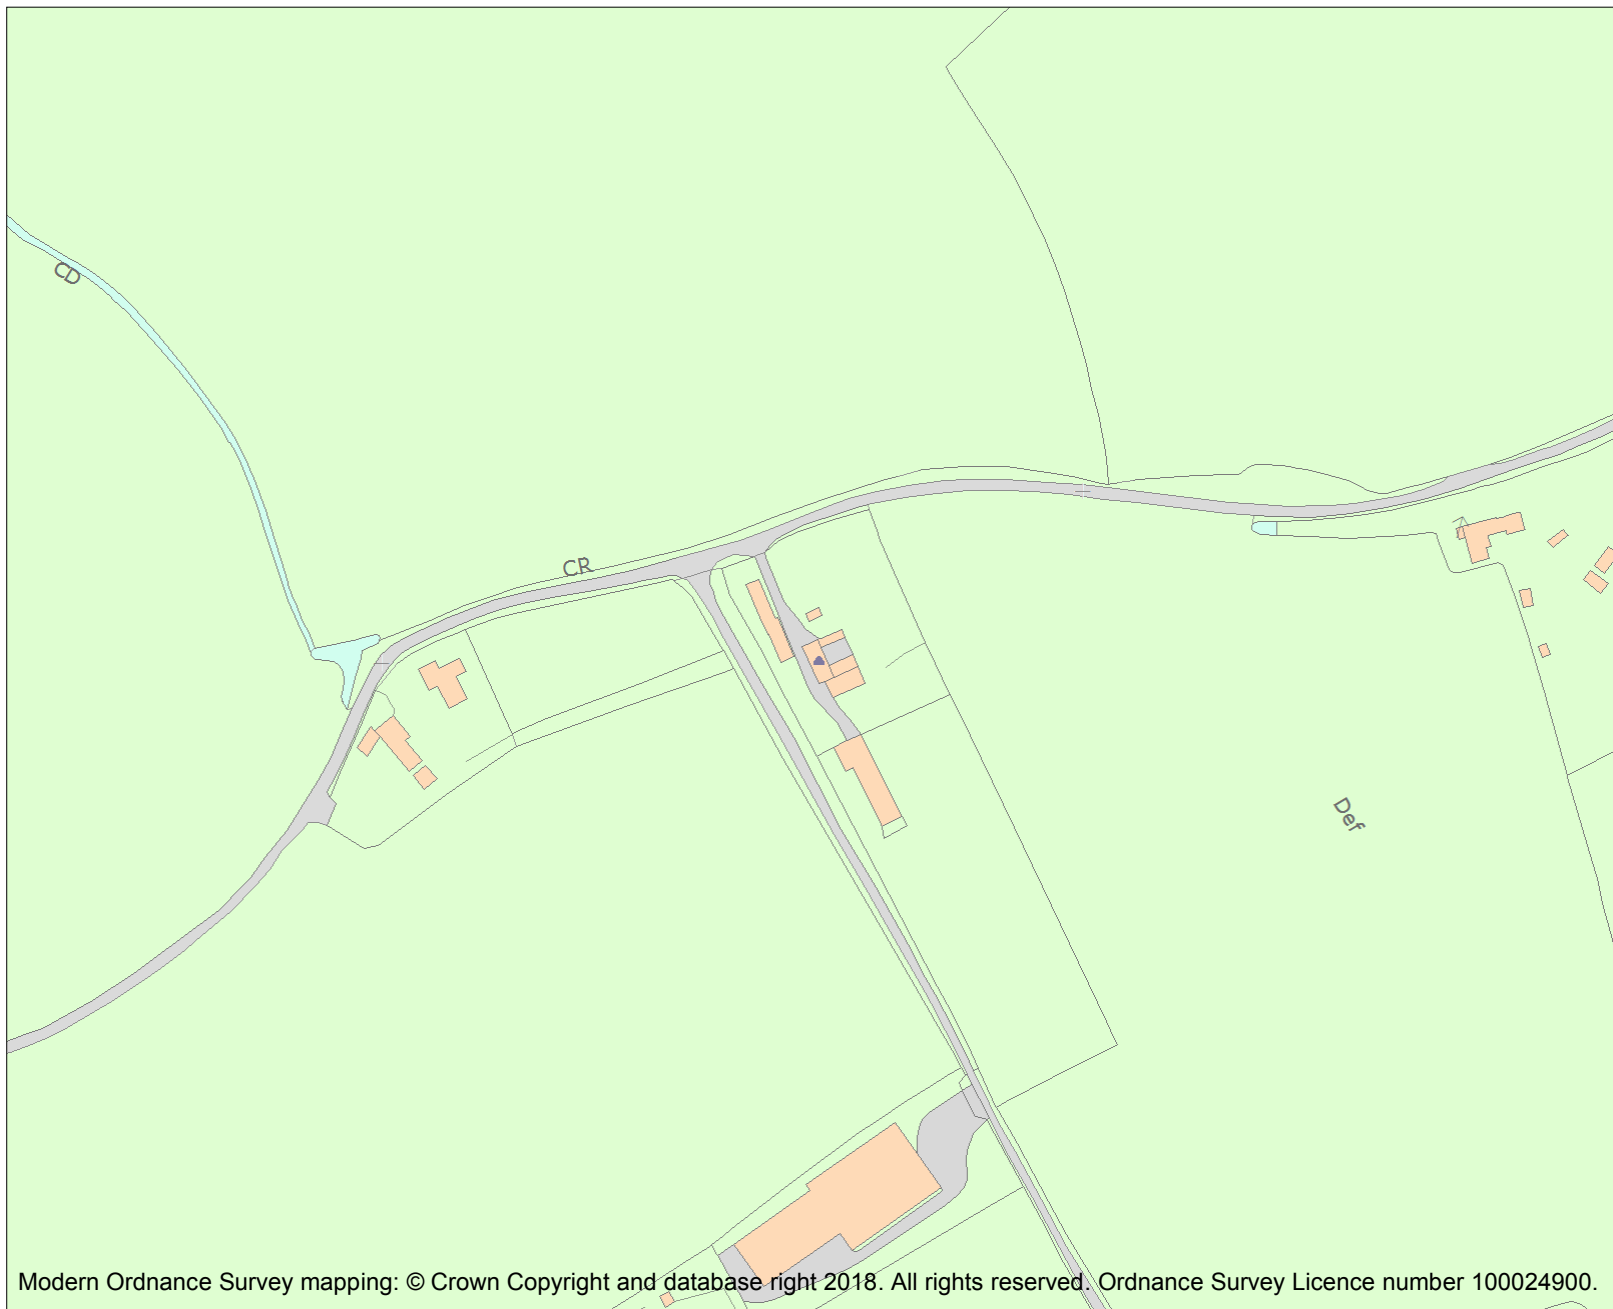 CD
CR
Def
Modern Ordnance Survey mapping: © Crown Copyright and database right 2018. All rights reserved. Ordnance Survey Licence number 100024900.